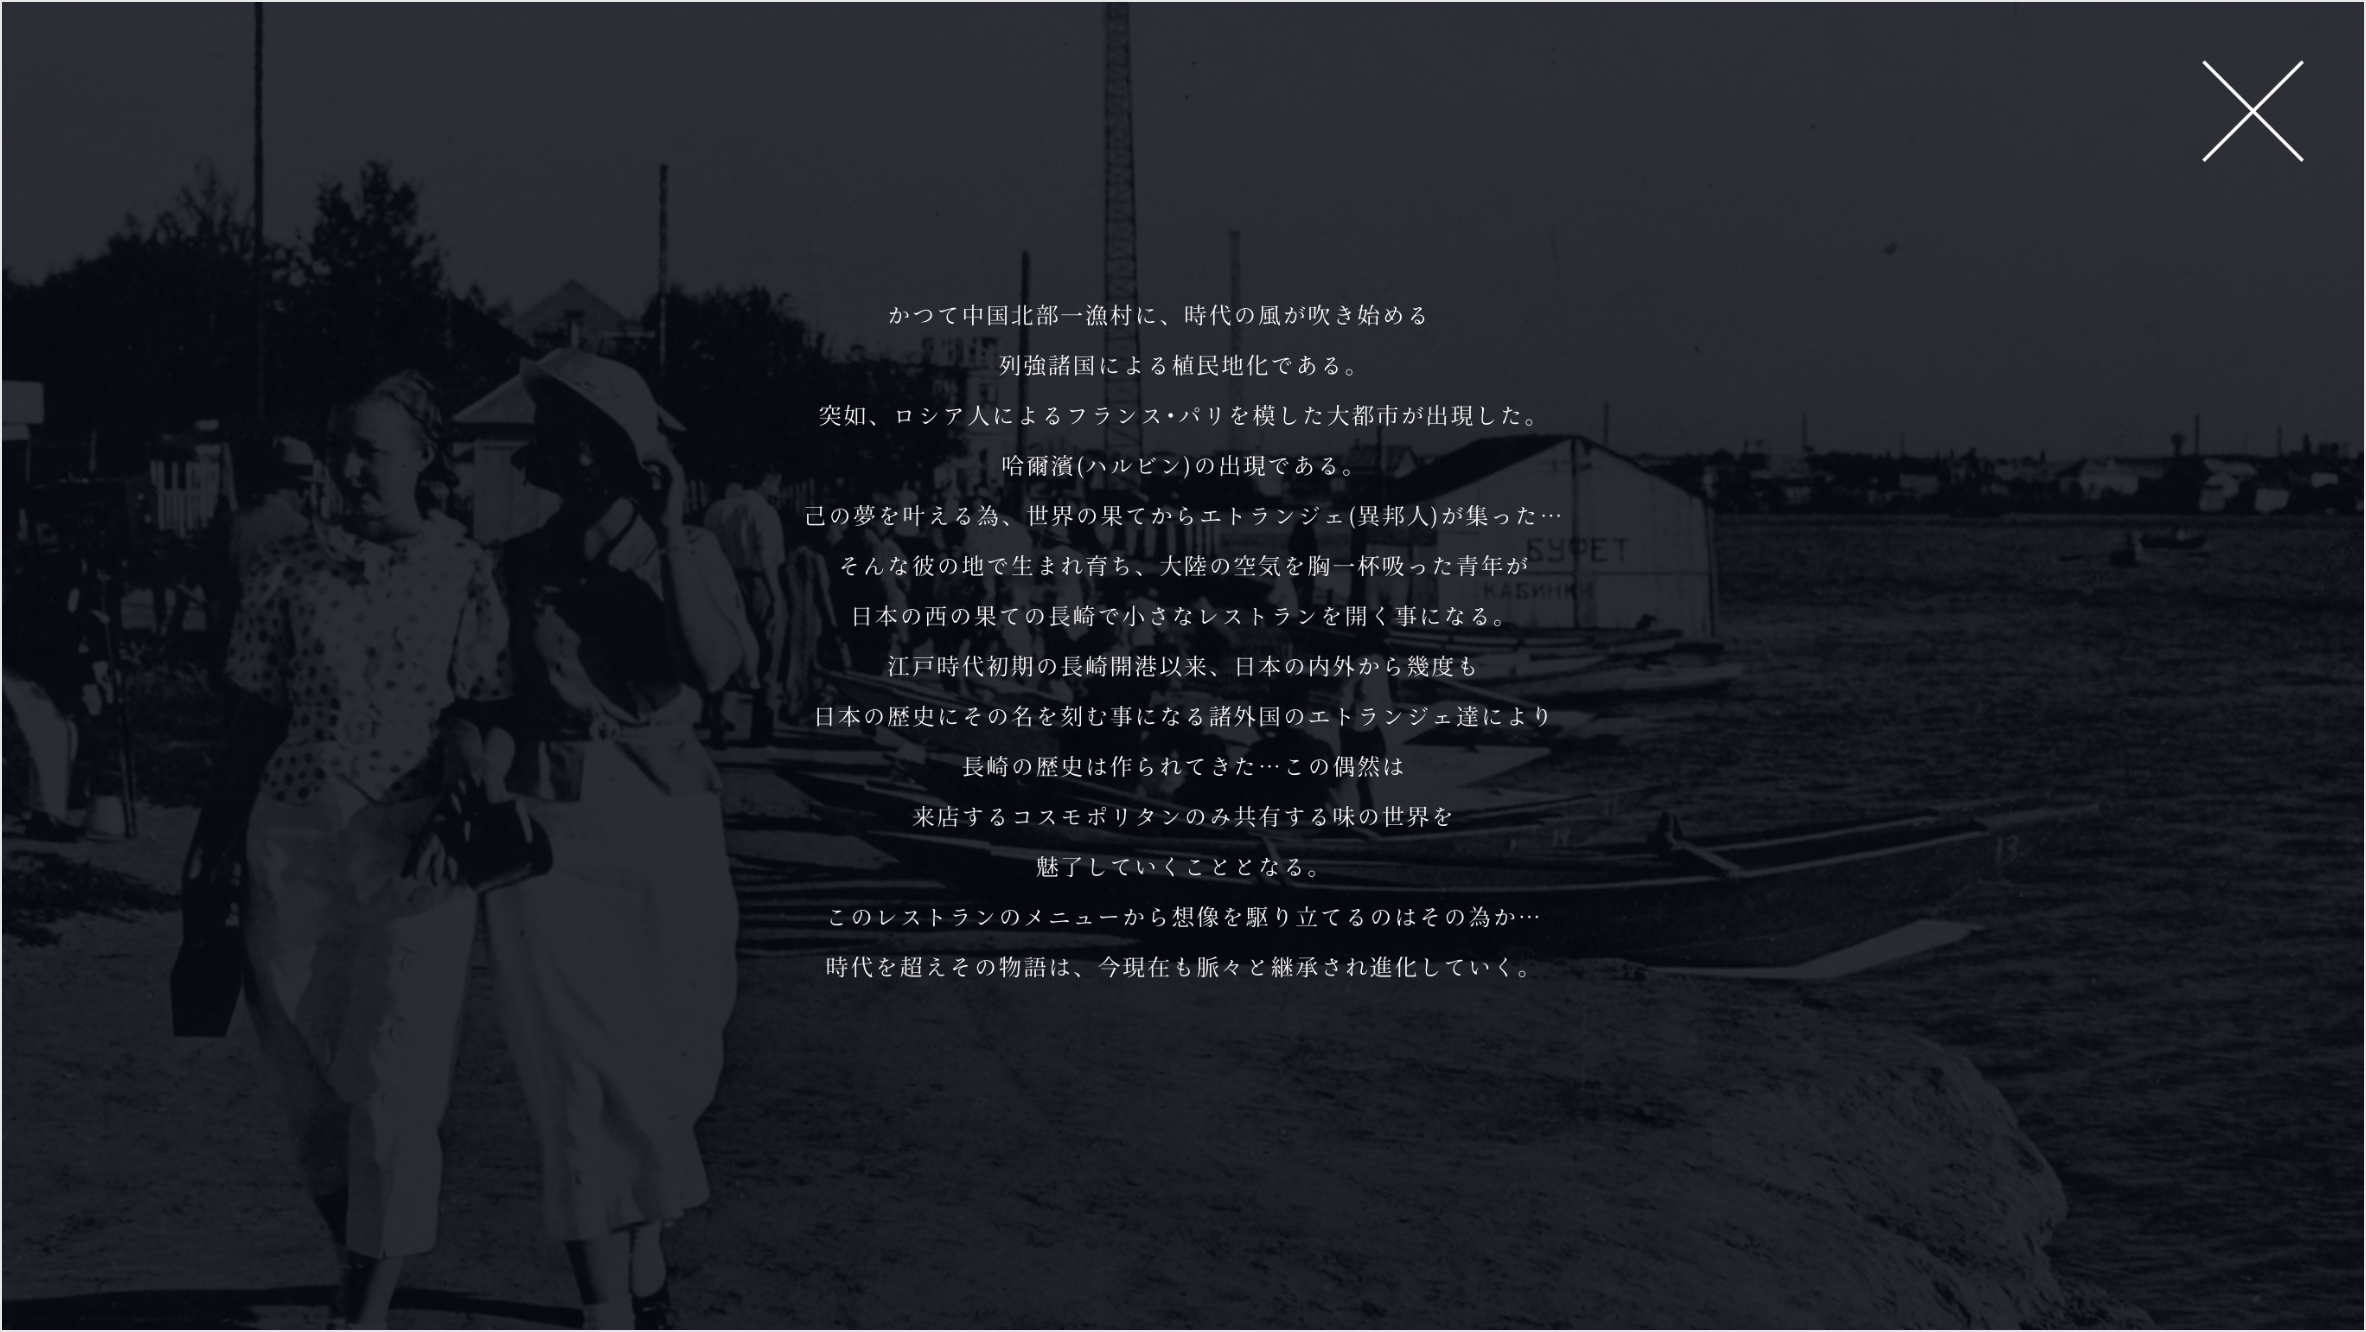 かつて中国北部一漁村に、時代の風が吹き始める
列強諸国による植民地化である。
突如、ロシア人によるフランス・パリを模した大都市が出現した。
哈爾濱(ハルビン)の出現である。
己の夢を叶える為、世界の果てからエトランジェ(異邦人)が集った…
そんな彼の地で生まれ育ち、大陸の空気を胸一杯吸った青年が
日本の西の果ての長崎で小さなレストランを開く事になる。
江戸時代初期の長崎開港以来、日本の内外から幾度も
日本の歴史にその名を刻む事になる諸外国のエトランジェ達により
長崎の歴史は作られてきた…この偶然は
来店するコスモポリタンのみ共有する味の世界を
魅了していくこととなる。
このレストランのメニューから想像を駆り立てるのはその為か…
時代を超えその物語は、今現在も脈々と継承され進化していく。
БУФЕТ
КАБИНКИ
13